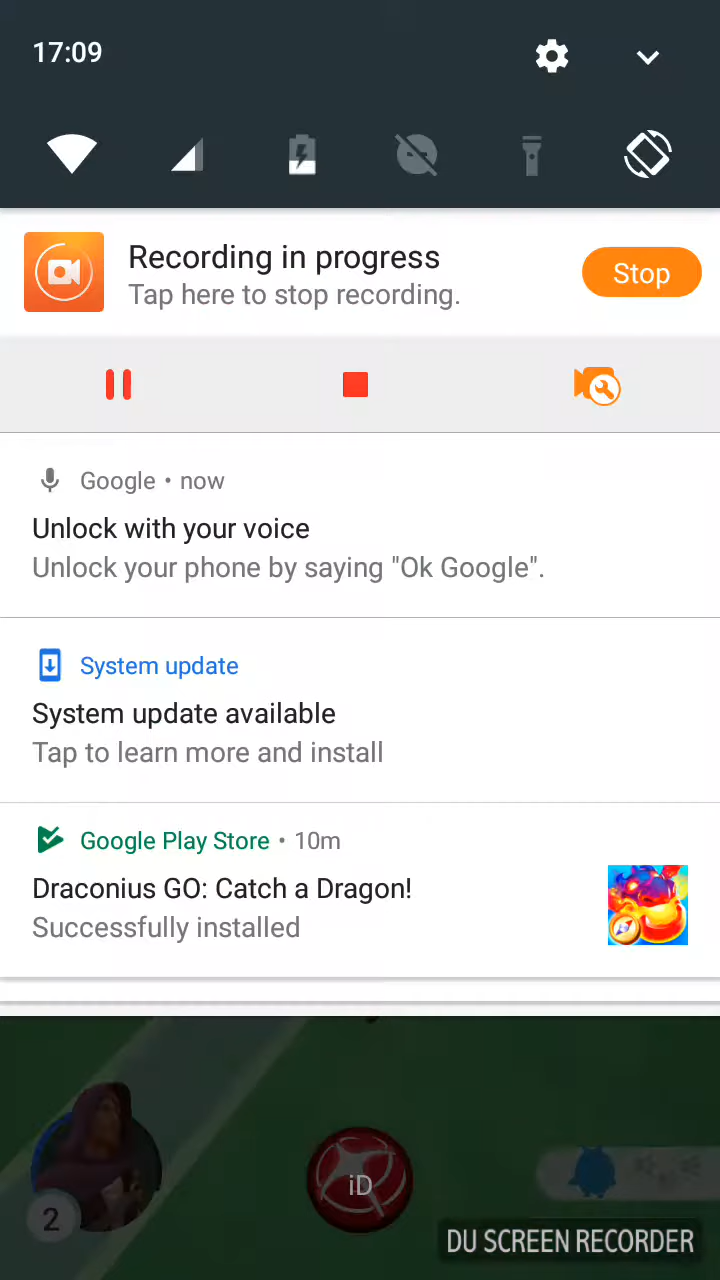 17:09
Recording in progress
Tap here to stop recording.
Stop
Google • now
Unlock with your voice
Unlock your phone by saying "Ok Google".
System update
System update available
Tap to learn more and install
Google Play Store • 10m
Draconius GO: Catch a Dragon!
Successfully installed
2
iD
DU SCREEN RECORDER